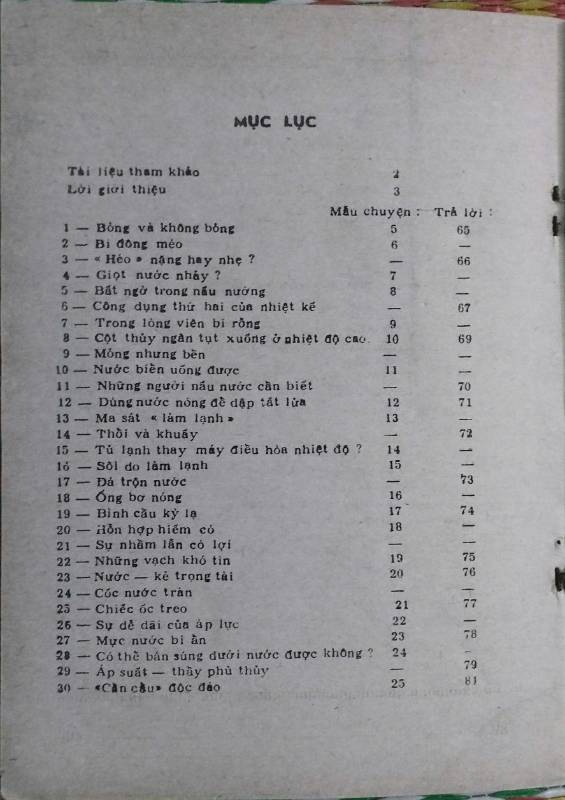 MỤC LỤC
Tài liệu tham khảo 2
Lời giới thiệu 3
Mẩu chuyện : Trả lời :
1 — Bỏng và không bỏng 5 65
2 — Bi đông méo 6 —
3 — « Héo » nặng hay nhẹ ? — 66
4 — Giọt nước nhảy ? 7 —
5 — Bất ngờ trong nấu nướng 8 —
6 — Công dụng thứ hai của nhiệt kế — 67
7 — Trong lòng viên bi rỗng 9 —
8 — Cột thủy ngân tụt xuống ở nhiệt độ cao. 10 69
9 — Mỏng nhưng bền — —
10 — Nước biển uống được 11 —
11 — Những người nấu nước cần biết — 70
12 — Dùng nước nóng để dập tắt lửa 12 71
13 — Ma sát « làm lạnh » 13 —
14 — Thổi và khuấy — 72
15 — Tủ lạnh thay máy điều hòa nhiệt độ ? 14 —
16 — Sôi do làm lạnh 15 —
17 — Đá trộn nước — 73
18 — Ống bơ nóng 16 —
19 — Bình cầu kỳ lạ 17 74
20 — Hỗn hợp hiếm có 18 —
21 — Sự nhầm lẫn có lợi — —
22 — Những vạch khó tin 19 75
23 — Nước — kẻ trọng tài 20 76
24 — Cốc nước tràn — —
25 — Chiếc ốc treo 21 77
26 — Sự dễ dãi của áp lực 22 —
27 — Mực nước bí ẩn 23 78
28 — Có thể bắn súng dưới nước được không ? 24 -
29 — Áp suất — thầy phù thủy — 79
30 — «Cần cẩu» độc đáo 25 81